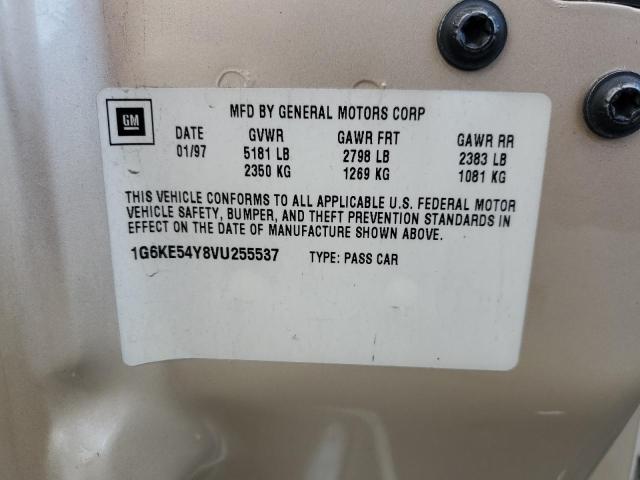 GM
MFD BY GENERAL MOTORS CORP
DATE GVWR GAWR FRT GAWR RR
01/97 5181 LB 2798 LB 2383 LB
2350 KG 1269 KG 1081 KG
THIS VEHICLE CONFORMS TO ALL APPLICABLE U.S. FEDERAL MOTOR
VEHICLE SAFETY, BUMPER, AND THEFT PREVENTION STANDARDS IN
EFFECT ON THE DATE OF MANUFACTURE SHOWN ABOVE.
1G6KE54Y8VU255537 TYPE: PASS CAR